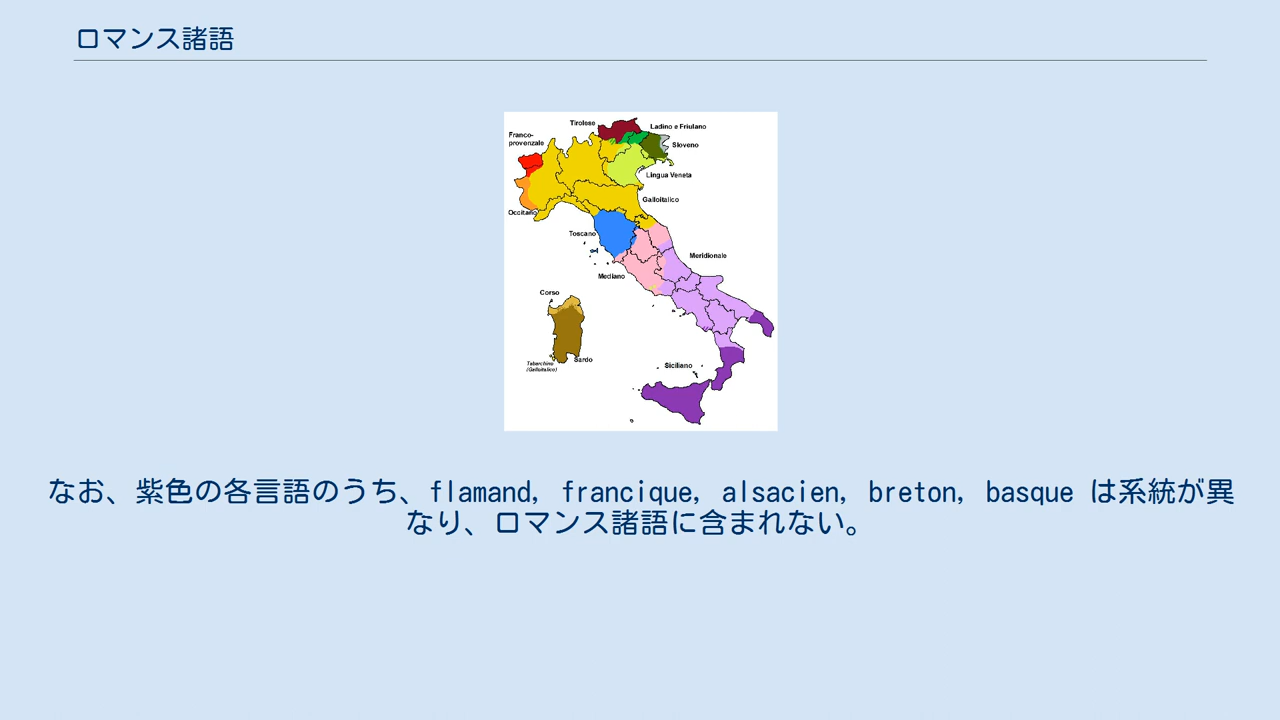 ロマンス諸語
Tirolese
Ladino e Friulano
Franco-
provenzale
Sloveno
Lingua Veneta
Galloitalico
Occitano
Toscano
Meridionale
Mediano
Corso
Sardo
Tabarchino
(Galloitalico)
Siciliano
なお、紫色の各言語のうち、flamand, francique, alsacien, breton, basque は系統が異
なり、ロマンス諸語に含まれない。